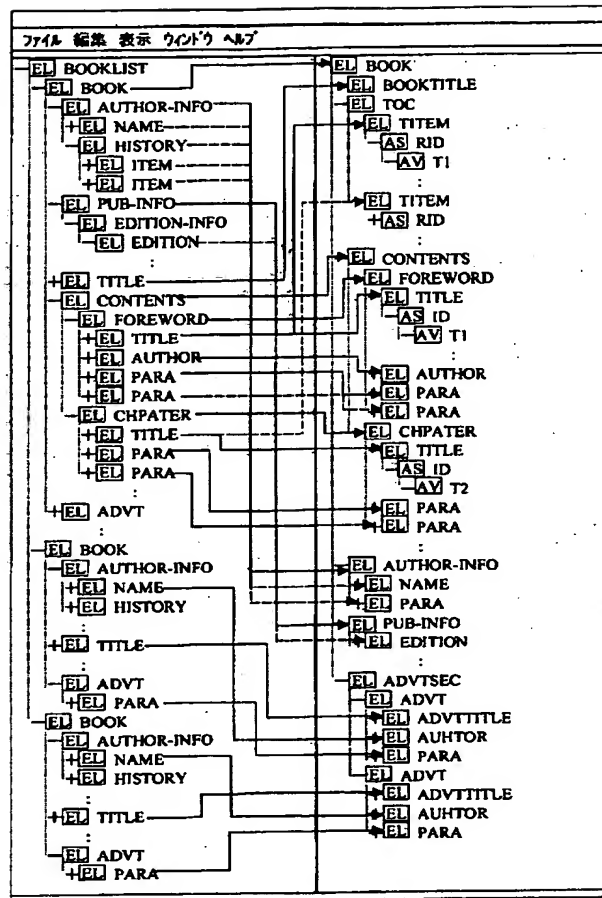 ファイル 編集 表示 ウィンドウ ヘルプ
EL BOOKLIST
EL BOOK
EL AUTHOR-INFO
+EL NAME
EL HISTORY
+EL ITEM
+EL ITEM
EL PUB-INFO
EL EDITION-INFO
EL EDITION
:
+EL TITLE
EL CONTENTS
EL FOREWORD
+EL TITLE
+EL AUTHOR
+EL PARA
+EL PARA
EL CHPATER
+EL TITLE
+EL PARA
+EL PARA
:
+EL ADVT
:
EL BOOK
EL AUTHOR-INFO
+EL NAME
+EL HISTORY
:
+EL TITLE
:
EL ADVT
+EL PARA
EL BOOK
EL AUTHOR-INFO
+EL NAME
+EL HISTORY
:
+EL TITLE
:
EL ADVT
+EL PARA
EL BOOK
EL BOOKTITLE
EL TOC
EL TITEM
AS RID
AV T1
:
EL TITEM
+AS RID
:
EL CONTENTS
EL FOREWORD
EL TITLE
AS ID
AV T1
:
EL AUTHOR
EL PARA
EL PARA
EL CHPATER
EL TITLE
AS ID
AV T2
:
EL PARA
+EL PARA
:
EL AUTHOR-INFO
EL NAME
+EL PARA
EL PUB-INFO
+EL EDITION
:
EL ADVTSEC
EL ADVT
EL ADVTTITLE
EL AUHTOR
+EL PARA
EL ADVT
EL ADVTTITLE
+EL AUHTOR
+EL PARA